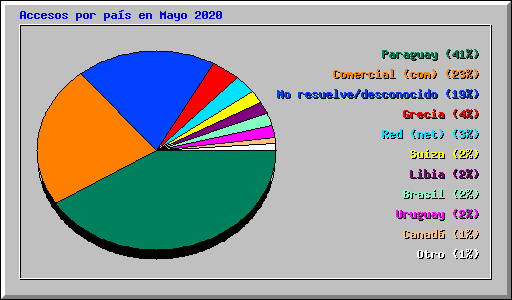 Accesos por país en Mayo 2020
Paraguay (41%)
Comercial (com) (23%)
No resuelve/desconocido (19%)
Grecia (4%)
Red (net) (3%)
Suiza (2%)
Libia (2%)
Brasil (2%)
Uruguay (2%)
Canadá (1%)
Otro (1%)